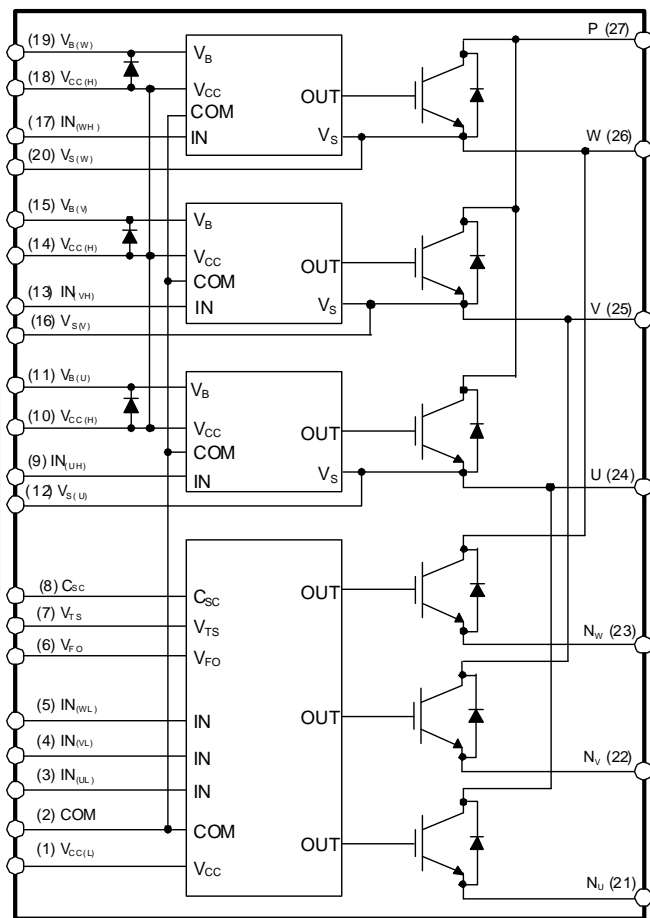 (19) VB(W)
(18) VCC(H)
(17) IN(WH)
(20) VS(W)
VB
VCC
COM
IN
OUT
VS
P (27)
W (26)
(15) VB(V)
(14) VCC(H)
(13) IN(VH)
(16) VS(V)
VB
VCC
COM
IN
OUT
VS
V (25)
(11) VB(U)
(10) VCC(H)
(9) IN(UH)
(12) VS(U)
VB
VCC
COM
IN
OUT
VS
U (24)
(8) CSC
(7) VTS
(6) VFO
(5) IN(WL)
(4) IN(VL)
(3) IN(UL)
(2) COM
(1) VCC(L)
CSC
VTS
VFO
IN
IN
IN
COM
VCC
OUT
OUT
OUT
NW (23)
NV (22)
NU (21)